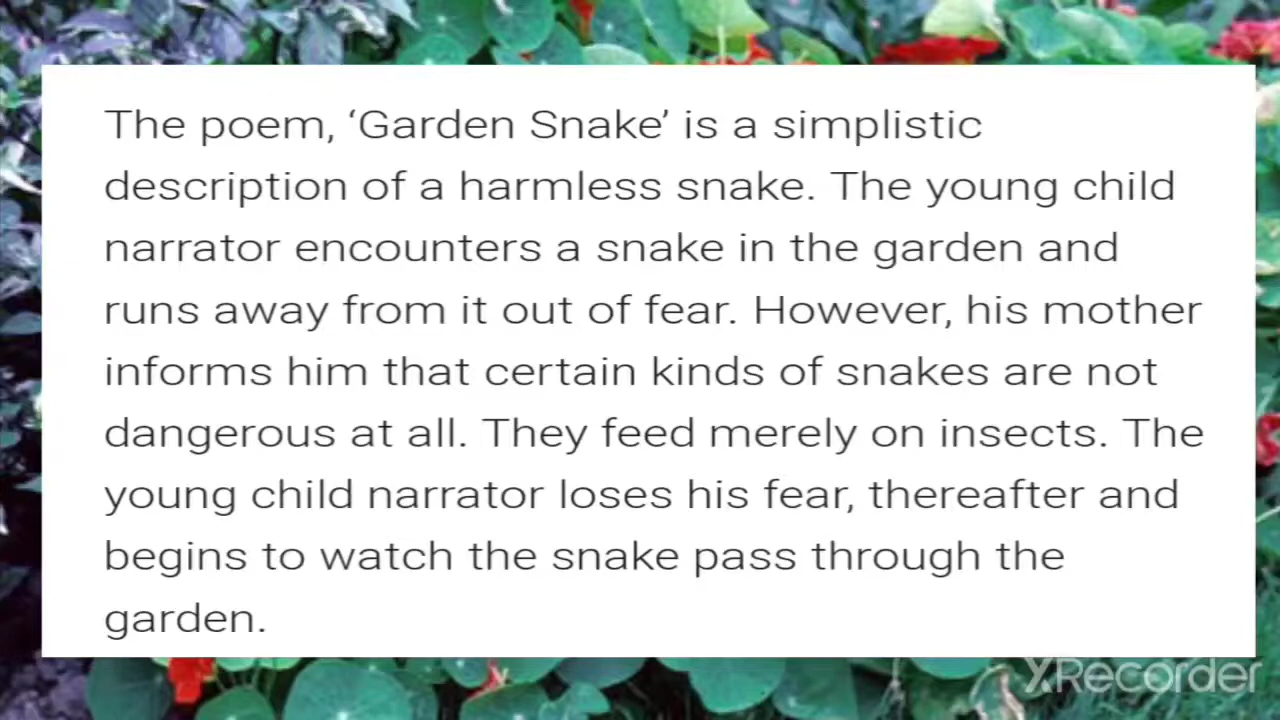 The poem, ‘Garden Snake’ is a simplistic
description of a harmless snake. The young child
narrator encounters a snake in the garden and
runs away from it out of fear. However, his mother
informs him that certain kinds of snakes are not
dangerous at all. They feed merely on insects. The
young child narrator loses his fear, thereafter and
begins to watch the snake pass through the
garden.
XRecorder